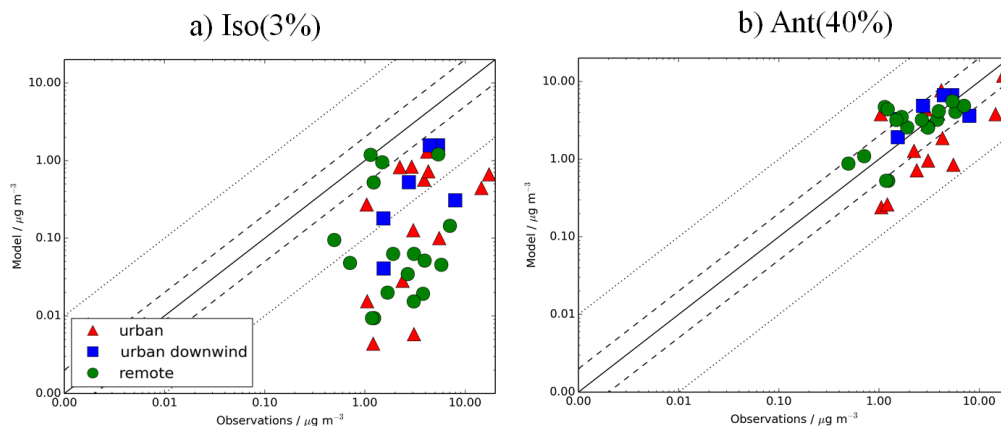 a) Iso(3%)
10.00
1.00
0.10
0.01
0.00
Model / μg m⁻³
0.00
0.01
0.10
1.00
10.00
Observations / μg m⁻³
urban
urban downwind
remote
b) Ant(40%)
10.00
1.00
0.10
0.01
0.00
Model / μg m⁻³
0.00
0.01
0.10
1.00
10.00
Observations / μg m⁻³